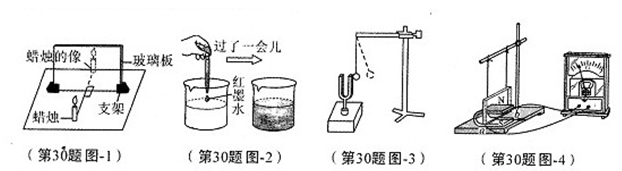 蜡烛的像
玻璃板
蜡烛
支架
过了一会儿
红墨水
N
(第30题图-1)
(第30题图-2)
(第30题图-3)
(第30题图-4)